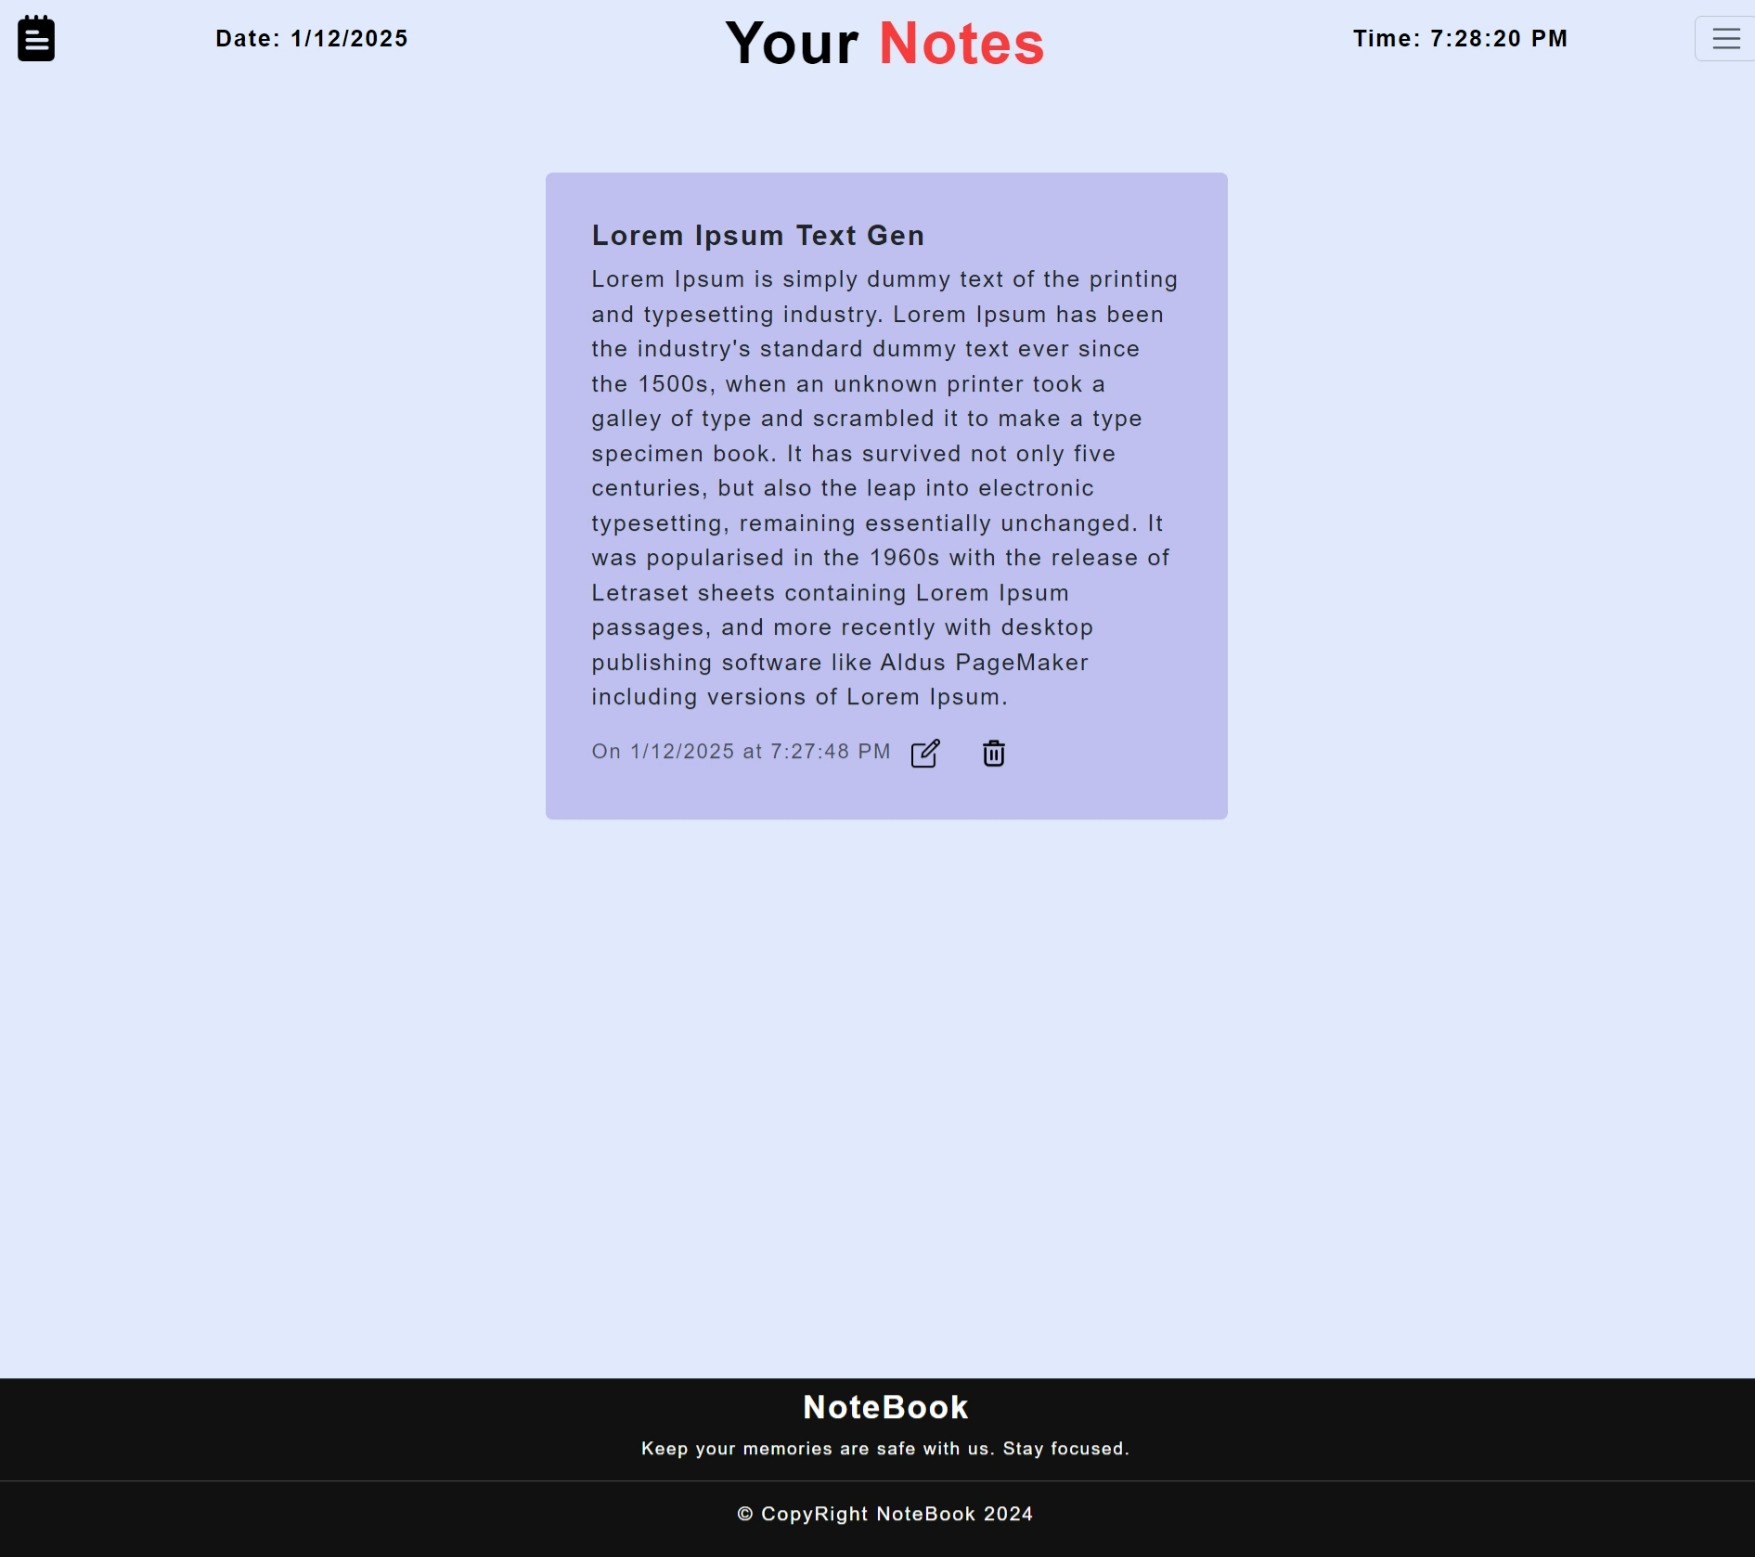 Date: 1/12/2025
Your Notes
Time: 7:28:20 PM
Lorem Ipsum Text Gen
Lorem Ipsum is simply dummy text of the printing
and typesetting industry. Lorem Ipsum has been
the industry's standard dummy text ever since
the 1500s, when an unknown printer took a
galley of type and scrambled it to make a type
specimen book. It has survived not only five
centuries, but also the leap into electronic
typesetting, remaining essentially unchanged. It
was popularised in the 1960s with the release of
Letraset sheets containing Lorem Ipsum
passages, and more recently with desktop
publishing software like Aldus PageMaker
including versions of Lorem Ipsum.
On 1/12/2025 at 7:27:48 PM
NoteBook
Keep your memories are safe with us. Stay focused.
© CopyRight NoteBook 2024